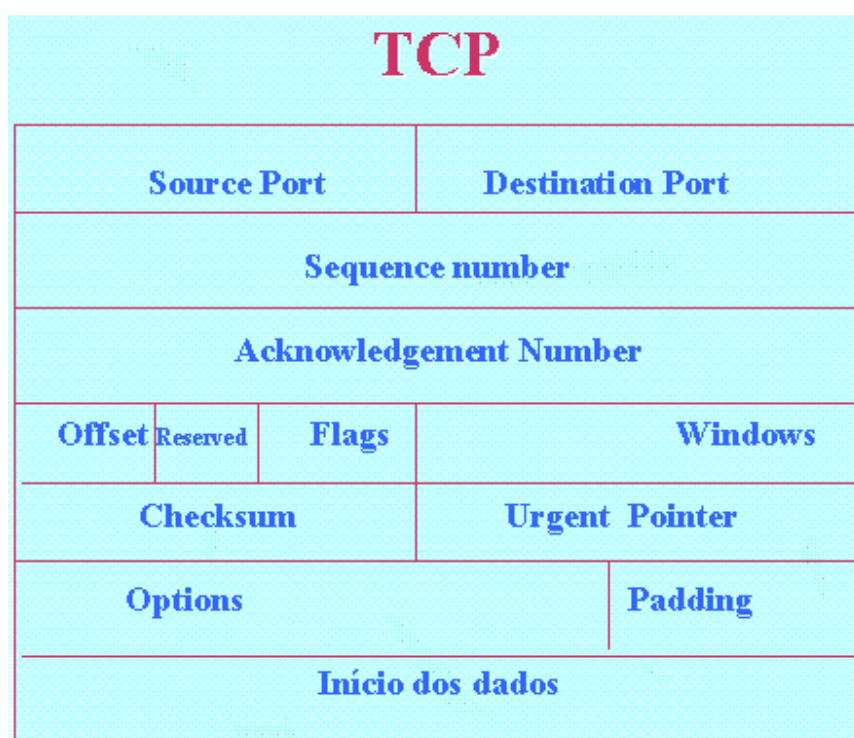 TCP
Source Port Destination Port
Sequence number
Acknowledgement Number
Offset Reserved Flags Windows
Checksum Urgent Pointer
Options Padding
Início dos dados